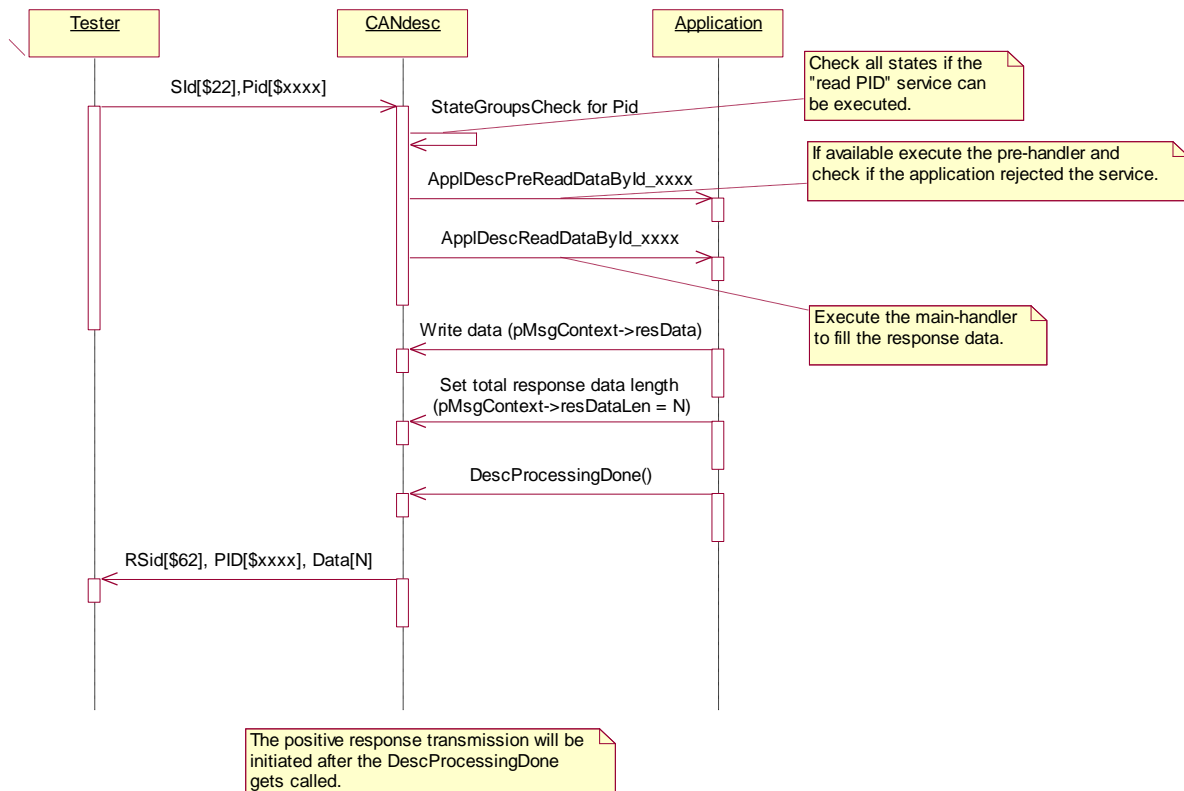 Tester
CANdesc
Application
Check all states if the
"read PID" service can
be executed.
SId[$22],Pid[$xxxx]
StateGroupsCheck for Pid
If available execute the pre-handler and
check if the application rejected the service.
ApplDescPreReadDataById_xxxx
ApplDescReadDataById_xxxx
Execute the main-handler
to fill the response data.
Write data (pMsgContext->resData)
Set total response data length
(pMsgContext->resDataLen = N)
DescProcessingDone()
RSid[$62], PID[$xxxx], Data[N]
The positive response transmission will be
initiated after the DescProcessingDone
gets called.